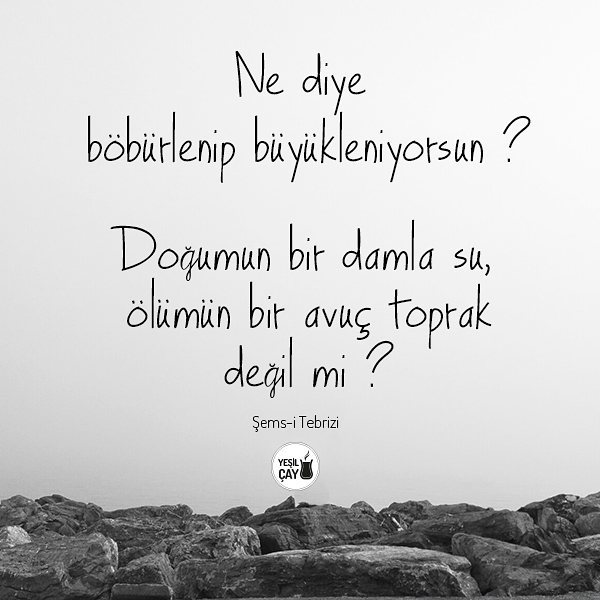 Ne diye
böbürlenip büyükleniyorsun ?
Doğumun bir damla su,
ölümün bir avuç toprak
değil mi ?
Şems-i Tebrizi
YEŞİL
ÇAY